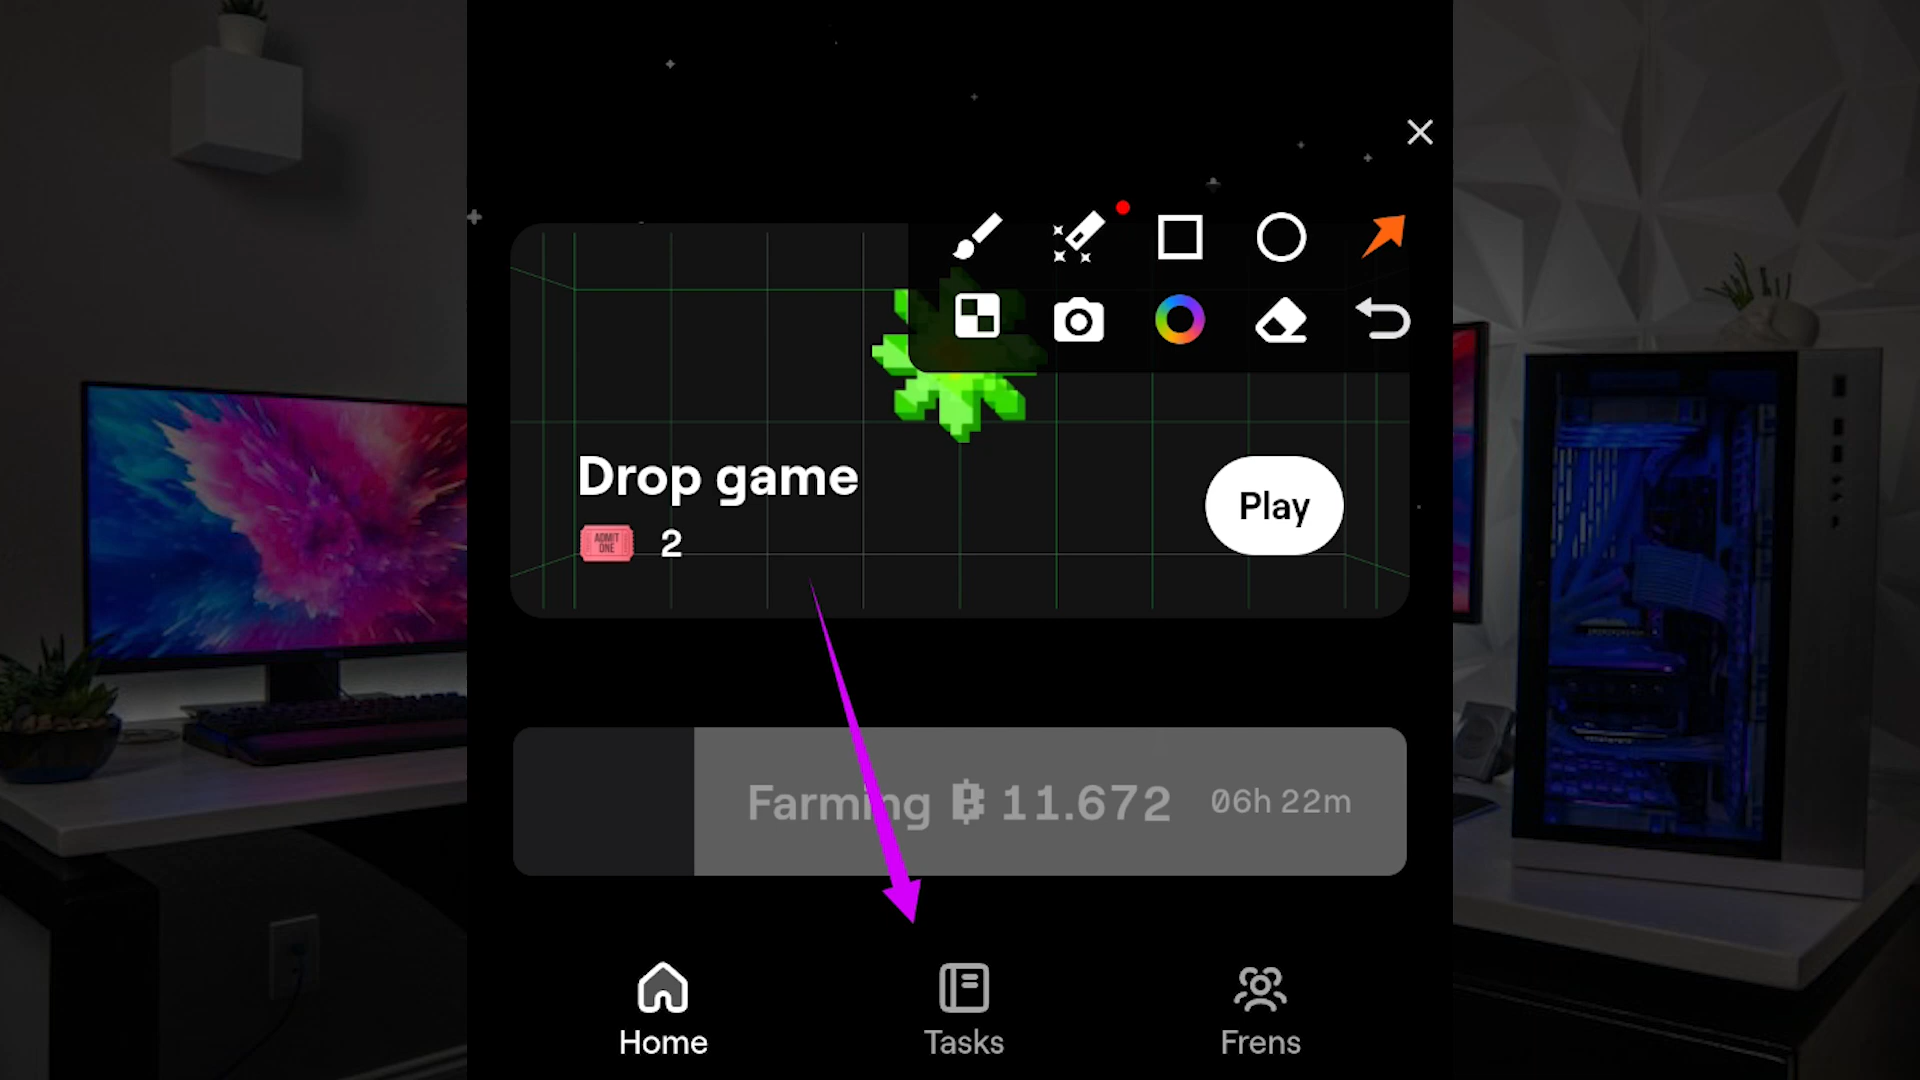 Drop game
ADMIT
ONE
2
Play
Farming ฿ 11.672 06h 22m
Home
Tasks
Frens